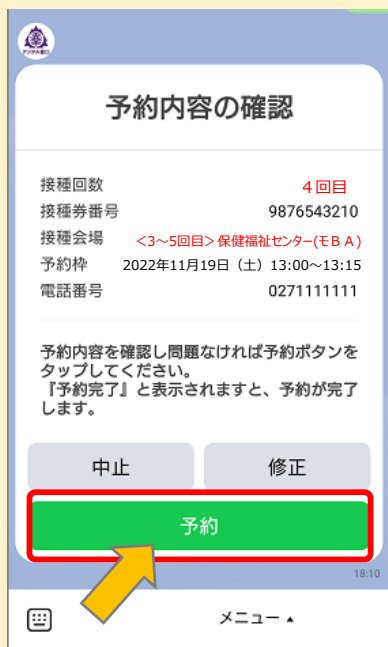 予約内容の確認
接種回数 4回目
接種券番号 9876543210
接種会場 <3～5回目>保健福祉センター(モＢＡ)
予約枠 2022年11月19日（土）13:00～13:15
電話番号 0271111111
予約内容を確認し問題なければ予約ボタンを
タップしてください。
『予約完了』と表示されますと、予約が完了
します。
中止 修正
予約
18:10
メニュー ▲